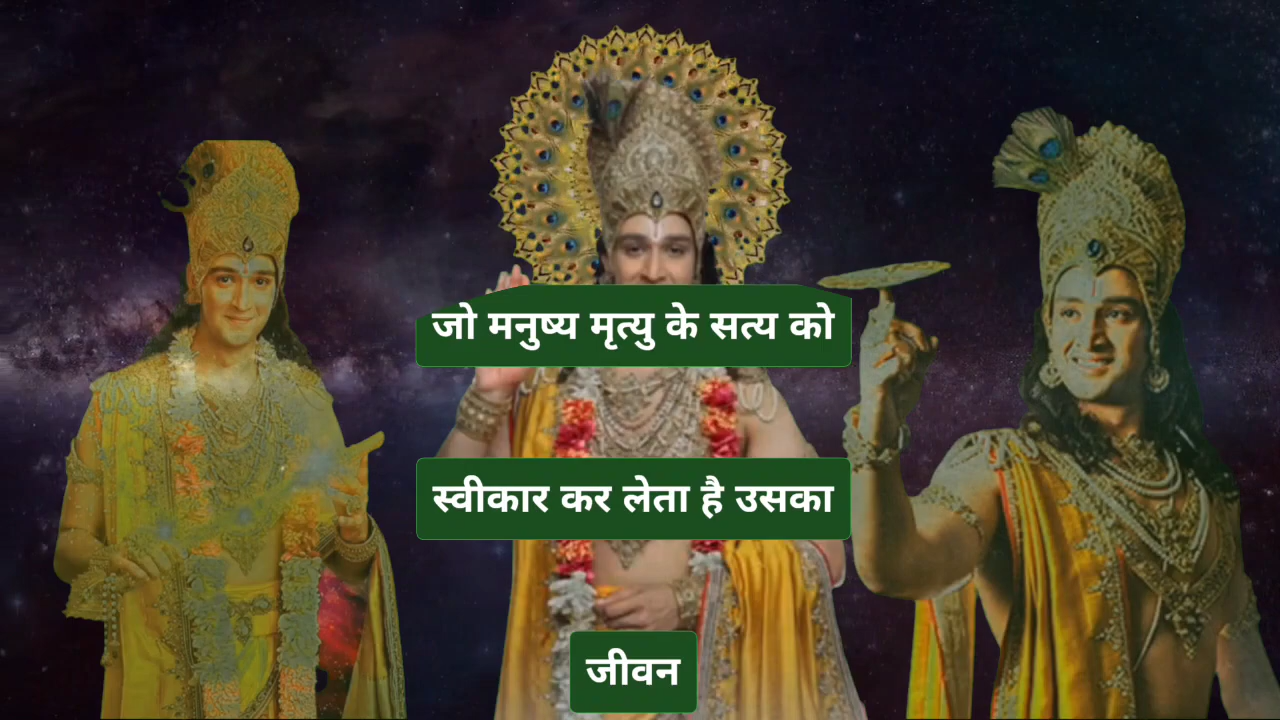 जो मनुष्य मृत्यु के सत्य को
स्वीकार कर लेता है उसका
जीवन